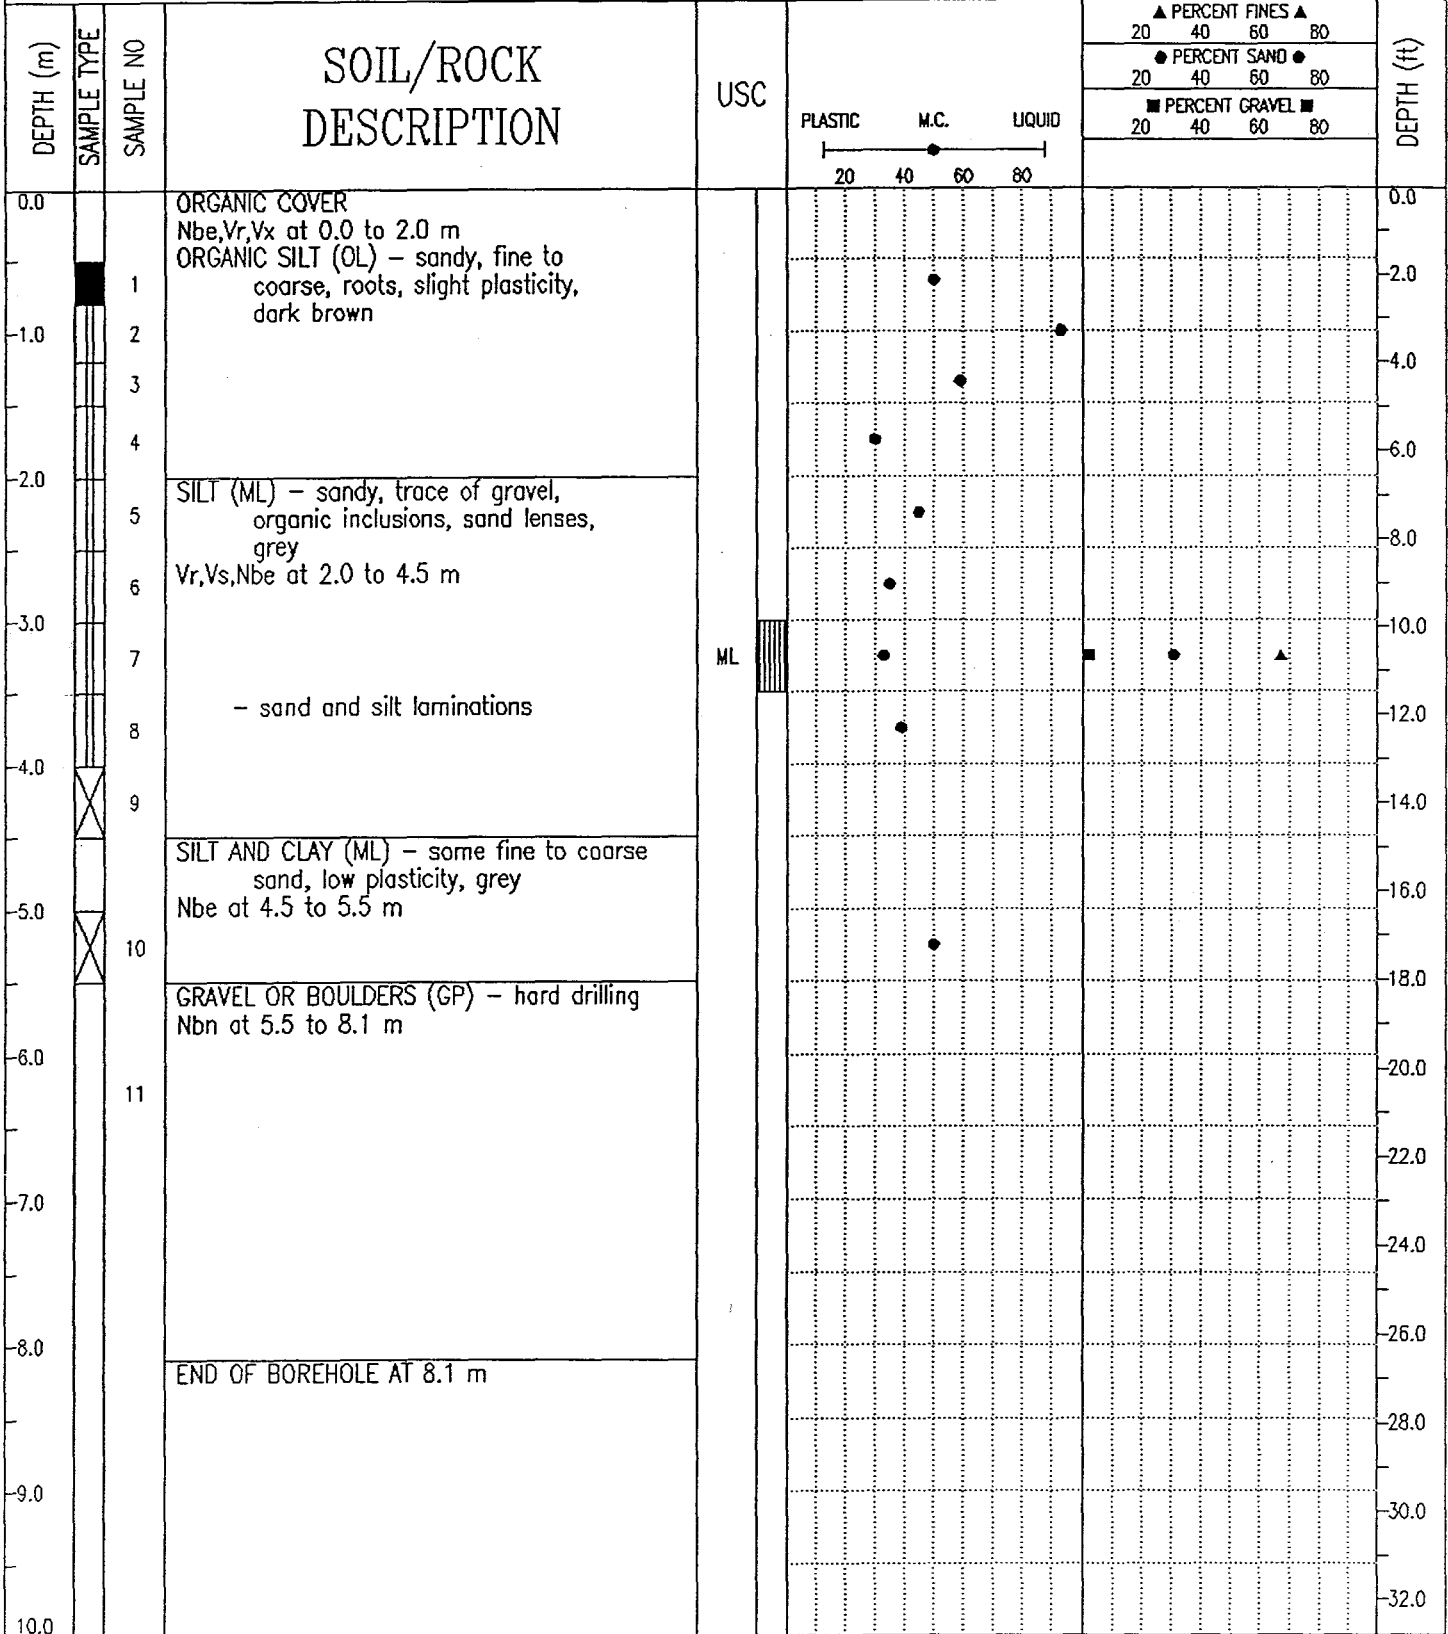 DEPTH (m)
SAMPLE TYPE
SAMPLE NO
SOIL/ROCK
DESCRIPTION
USC
PLASTIC M.C. LIQUID
20 40 60 80
▲ PERCENT FINES ▲
20 40 60 80
● PERCENT SAND ●
20 40 60 80
■ PERCENT GRAVEL ■
20 40 60 80
DEPTH (ft)
0.0
-1.0
-2.0
-3.0
-4.0
-5.0
-6.0
-7.0
-8.0
-9.0
10.0
1
2
3
4
5
6
7
8
9
10
11
ORGANIC COVER
Nbe,Vr,Vx at 0.0 to 2.0 m
ORGANIC SILT (OL) – sandy, fine to
coarse, roots, slight plasticity,
dark brown
SILT (ML) – sandy, trace of gravel,
organic inclusions, sand lenses,
grey
Vr,Vs,Nbe at 2.0 to 4.5 m
– sand and silt laminations
SILT AND CLAY (ML) – some fine to coarse
sand, low plasticity, grey
Nbe at 4.5 to 5.5 m
GRAVEL OR BOULDERS (GP) – hard drilling
Nbn at 5.5 to 8.1 m
END OF BOREHOLE AT 8.1 m
ML
0.0
-2.0
-4.0
-6.0
-8.0
-10.0
-12.0
-14.0
-16.0
-18.0
-20.0
-22.0
-24.0
-26.0
-28.0
-30.0
-32.0